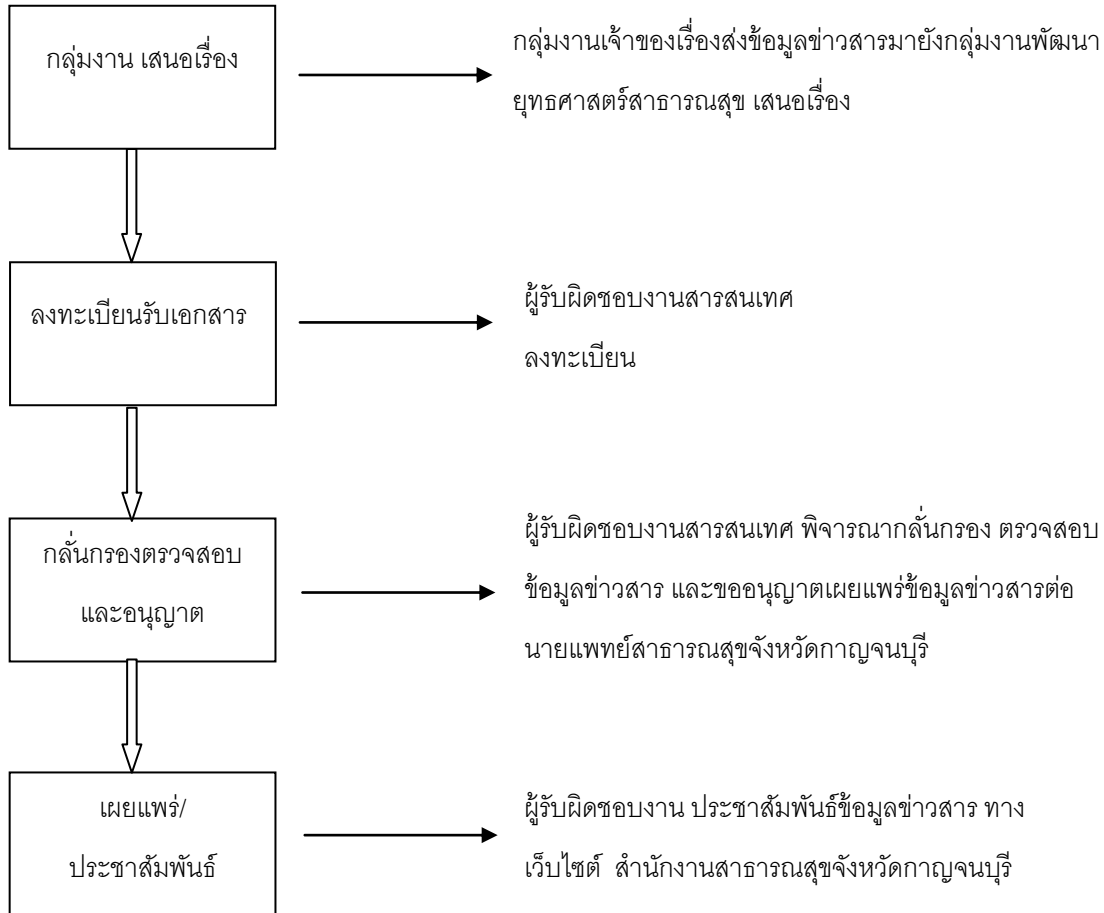 กลุ่มงาน เสนอเรื่อง
กลุ่มงานเจ้าของเรื่องส่งข้อมูลข่าวสารมายังกลุ่มงานพัฒนา
ยุทธศาสตร์สาธารณสุข เสนอเรื่อง
ลงทะเบียนรับเอกสาร
ผู้รับผิดชอบงานสารสนเทศ
ลงทะเบียน
กลั่นกรองตรวจสอบ
และอนุญาต
ผู้รับผิดชอบงานสารสนเทศ พิจารณากลั่นกรอง ตรวจสอบ
ข้อมูลข่าวสาร และขออนุญาตเผยแพร่ข้อมูลข่าวสารต่อ
นายแพทย์สาธารณสุขจังหวัดกาญจนบุรี
เผยแพร่/
ประชาสัมพันธ์
ผู้รับผิดชอบงาน ประชาสัมพันธ์ข้อมูลข่าวสาร ทาง
เว็บไซต์ สำนักงานสาธารณสุขจังหวัดกาญจนบุรี